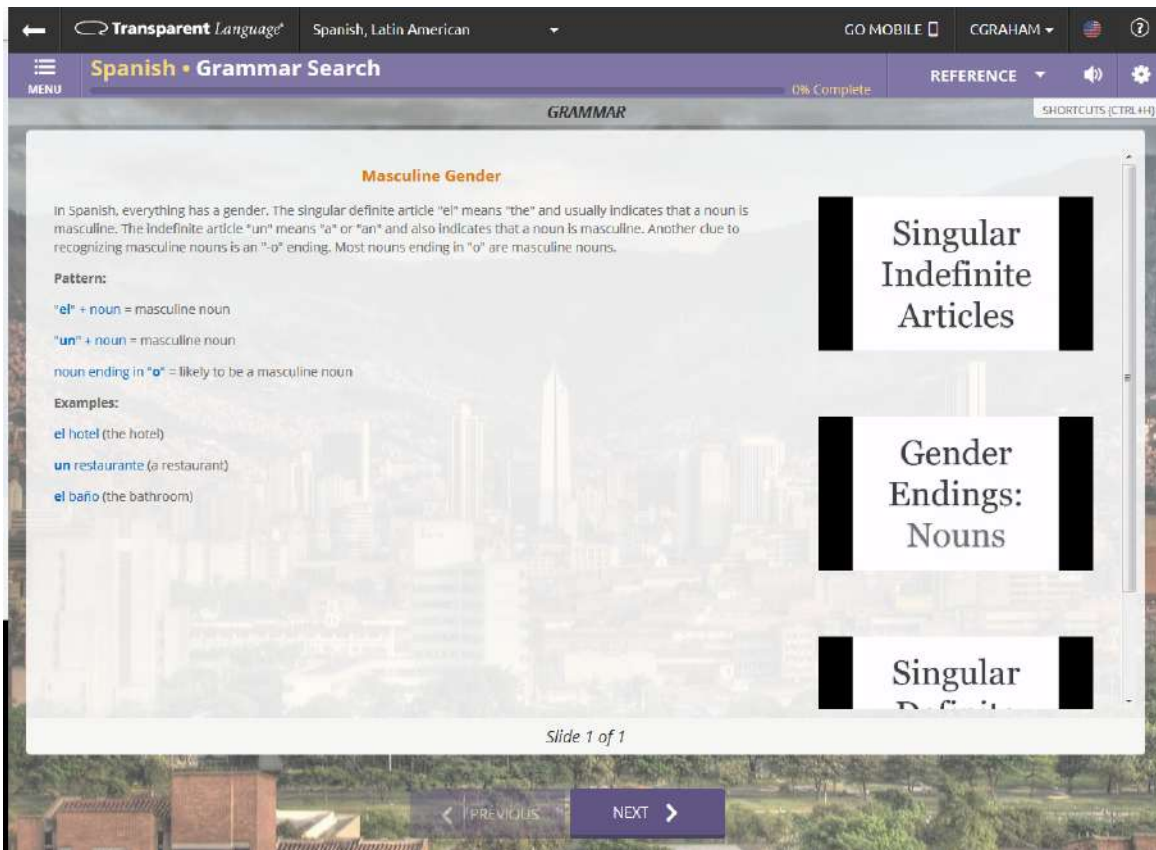 Transparent Language®
Spanish, Latin American
GO MOBILE
CGRAHAM
MENU
Spanish • Grammar Search
0% Complete
REFERENCE
GRAMMAR
SHORTCUTS (CTRL+H)
Masculine Gender
In Spanish, everything has a gender. The singular definite article "el" means "the" and usually indicates that a noun is
masculine. The indefinite article "un" means "a" or "an" and also indicates that a noun is masculine. Another clue to
recognizing masculine nouns is an "-o" ending. Most nouns ending in "o" are masculine nouns.
Pattern:
"el" + noun = masculine noun
"un" + noun = masculine noun
noun ending in "o" = likely to be a masculine noun
Examples:
el hotel (the hotel)
un restaurante (a restaurant)
el baño (the bathroom)
Singular
Indefinite
Articles
Gender
Endings:
Nouns
Singular
Definite
Slide 1 of 1
PREVIOUS
NEXT